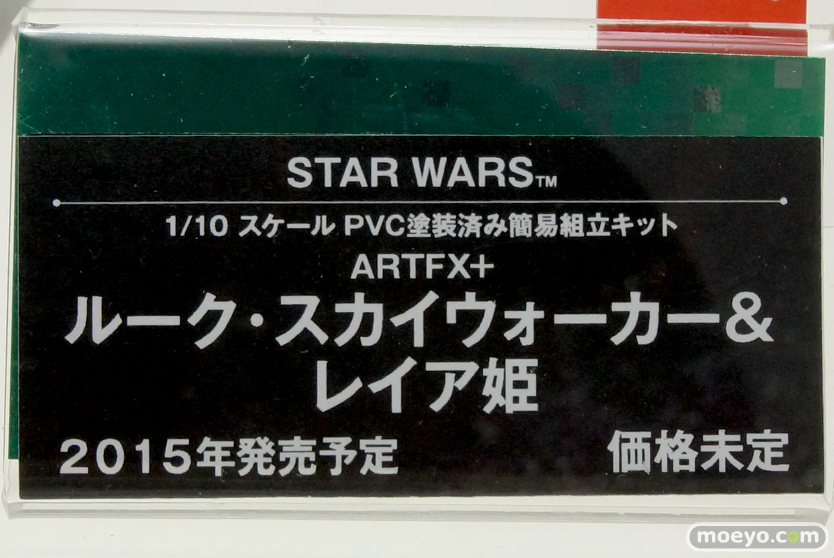 STAR WARS™
1/10 スケール PVC塗装済み簡易組立キット
ARTFX+
ルーク・スカイウォーカー&
レイア姫
2015年発売予定 価格未定
moeyo.com